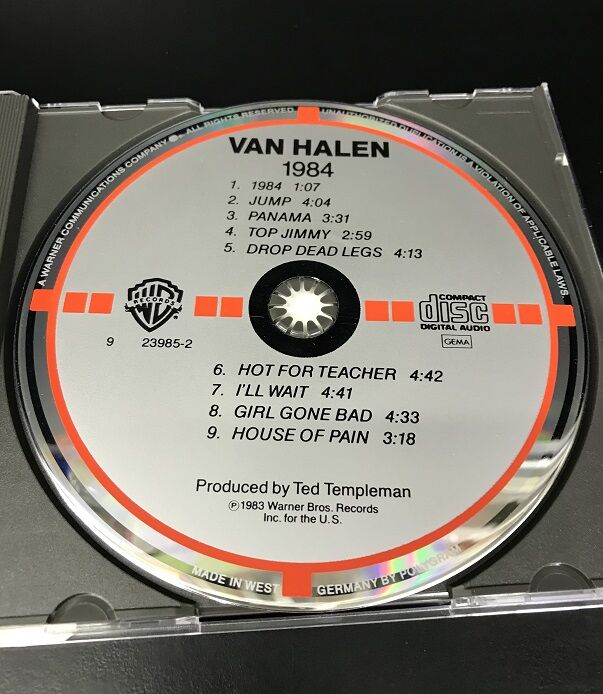 A WARNER COMMUNICATIONS COMPANY ℗. ALL RIGHTS RESERVED
UNAUTHORIZED DUPLICATION IS A VIOLATION OF APPLICABLE LAWS.
VAN HALEN
1984
1. 1984 1:07
2. JUMP 4:04
3. PANAMA 3:31
4. TOP JIMMY 2:59
5. DROP DEAD LEGS 4:13
RECORDS
COMPACT
disc
DIGITAL AUDIO
9 23985-2
GEMA
6. HOT FOR TEACHER 4:42
7. I'LL WAIT 4:41
8. GIRL GONE BAD 4:33
9. HOUSE OF PAIN 3:18
Produced by Ted Templeman
℗1983 Warner Bros. Records
Inc. for the U.S.
MADE IN WEST GERMANY BY POLYGRAM